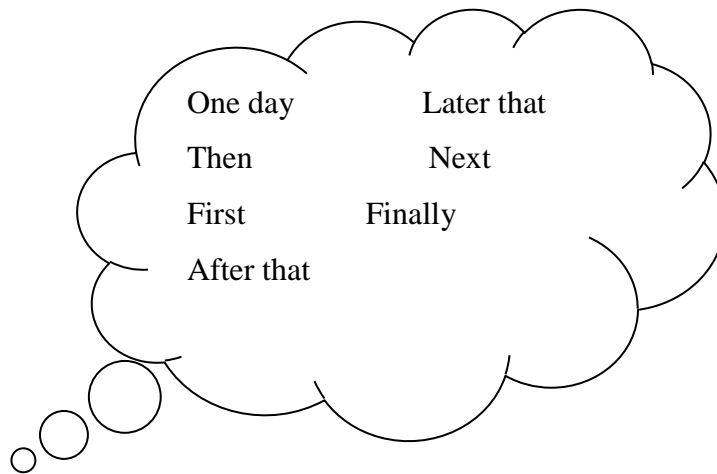 One day Later that
Then Next
First Finally
After that